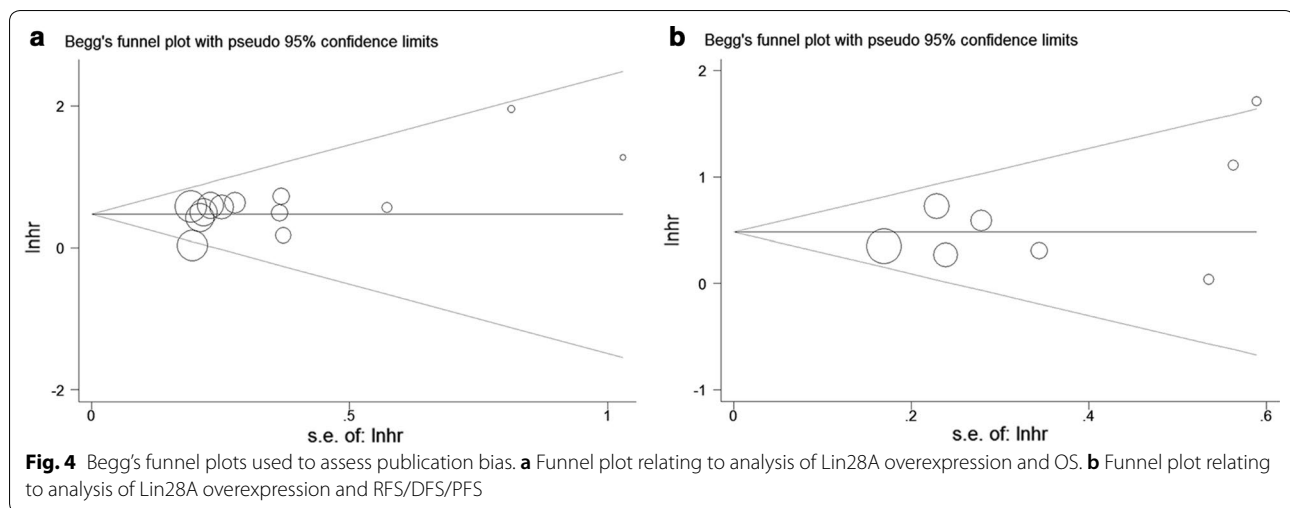 a Begg's funnel plot with pseudo 95% confidence limits
2
0
-2
lnhr
0 .5 1
s.e. of: lnhr
b Begg's funnel plot with pseudo 95% confidence limits
2
1
0
-1
lnhr
0 .2 .4 .6
s.e. of: lnhr
Fig. 4 Begg’s funnel plots used to assess publication bias. a Funnel plot relating to analysis of Lin28A overexpression and OS. b Funnel plot relating
to analysis of Lin28A overexpression and RFS/DFS/PFS